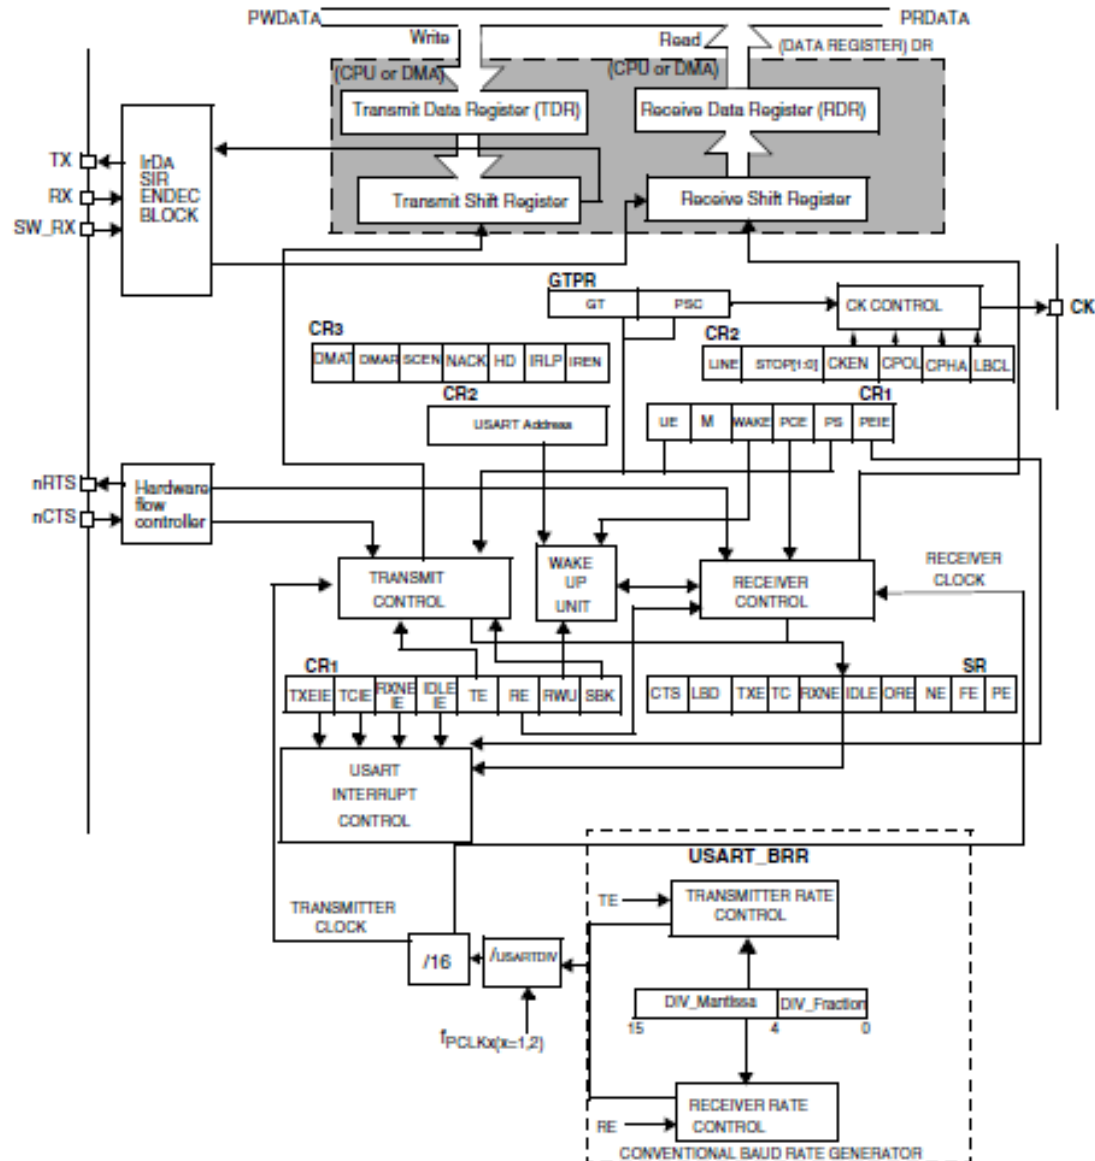 PWDATA
PRDATA
Write
Read
(DATA REGISTER) DR
(CPU or DMA)
(CPU or DMA)
Transmit Data Register (TDR)
Receive Data Register (RDR)
TX
RX
SW_RX
IrDA
SIR
ENDEC
BLOCK
Transmit Shift Register
Receive Shift Register
GTPR
GT
PSC
CK CONTROL
CK
CR3
DMAT
DMAR
SCEN
NACK
HD
IRLP
IREN
CR2
LINE
STOP[1:0]
CKEN
CPOL
CPHA
LBCL
CR2
USART Address
CR1
UE
M
WAKE
PCE
PS
PEIE
nRTS
nCTS
Hardware
flow
controller
TRANSMIT
CONTROL
WAKE
UP
UNIT
RECEIVER
CONTROL
RECEIVER
CLOCK
CR1
TXEIE
TCIE
RXNE
IE
IDLE
IE
TE
RE
RWU
SBK
SR
CTS
LBD
TXE
TC
RXNE
IDLE
ORE
NE
FE
PE
USART
INTERRUPT
CONTROL
USART_BRR
TE
TRANSMITTER RATE
CONTROL
TRANSMITTER
CLOCK
/16
/USARTDIV
fPCLKx(x=1,2)
DIV_Mantissa
DIV_Fraction
15
4
0
RE
RECEIVER RATE
CONTROL
CONVENTIONAL BAUD RATE GENERATOR